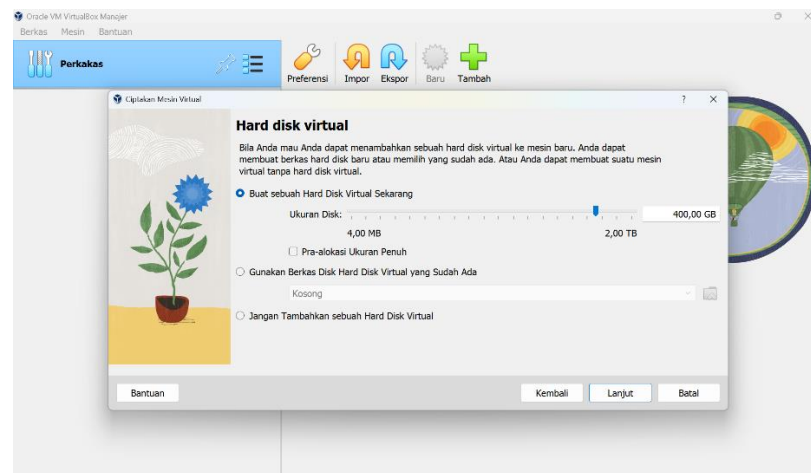 Oracle VM VirtualBox Manajer
Berkas Mesin Bantuan
Perkakas
Preferensi Impor Ekspor Baru Tambah
Ciptakan Mesin Virtual
Hard disk virtual
Bila Anda mau Anda dapat menambahkan sebuah hard disk virtual ke mesin baru. Anda dapat
membuat berkas hard disk baru atau memilih yang sudah ada. Atau Anda dapat membuat suatu mesin
virtual tanpa hard disk virtual.
Buat sebuah Hard Disk Virtual Sekarang
Ukuran Disk: 400,00 GB
4,00 MB 2,00 TB
Pra-alokasi Ukuran Penuh
Gunakan Berkas Disk Hard Disk Virtual yang Sudah Ada
Kosong
Jangan Tambahkan sebuah Hard Disk Virtual
Bantuan Kembali Lanjut Batal